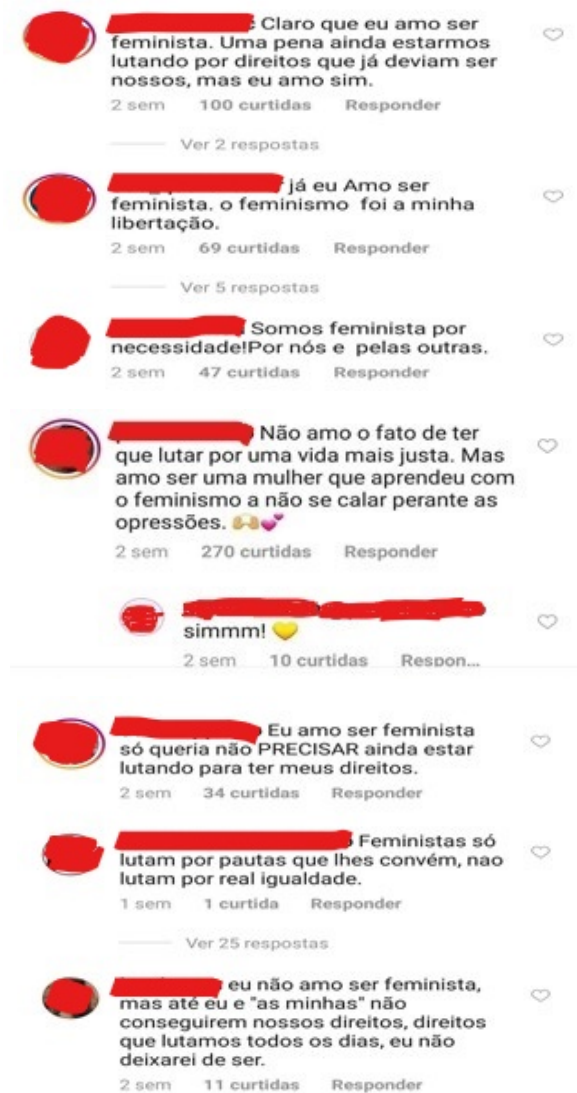 Claro que eu amo ser
feminista. Uma pena ainda estarmos
lutando por direitos que já deviam ser
nossos, mas eu amo sim.
2 sem 100 curtidas Responder
Ver 2 respostas
já eu Amo ser
feminista. o feminismo foi a minha
libertação.
2 sem 69 curtidas Responder
Ver 5 respostas
Somos feminista por
necessidade!Por nós e pelas outras.
2 sem 47 curtidas Responder
Não amo o fato de ter
que lutar por uma vida mais justa. Mas
amo ser uma mulher que aprendeu com
o feminismo a não se calar perante as
opressões. 🙌🏼💕
2 sem 270 curtidas Responder
simmm! 💛
2 sem 10 curtidas Respon...
Eu amo ser feminista
só queria não PRECISAR ainda estar
lutando para ter meus direitos.
2 sem 34 curtidas Responder
Feministas só
lutam por pautas que lhes convém, nao
lutam por real igualdade.
1 sem 1 curtida Responder
Ver 25 respostas
eu não amo ser feminista,
mas até eu e "as minhas" não
conseguirem nossos direitos, direitos
que lutamos todos os dias, eu não
deixarei de ser.
2 sem 11 curtidas Responder